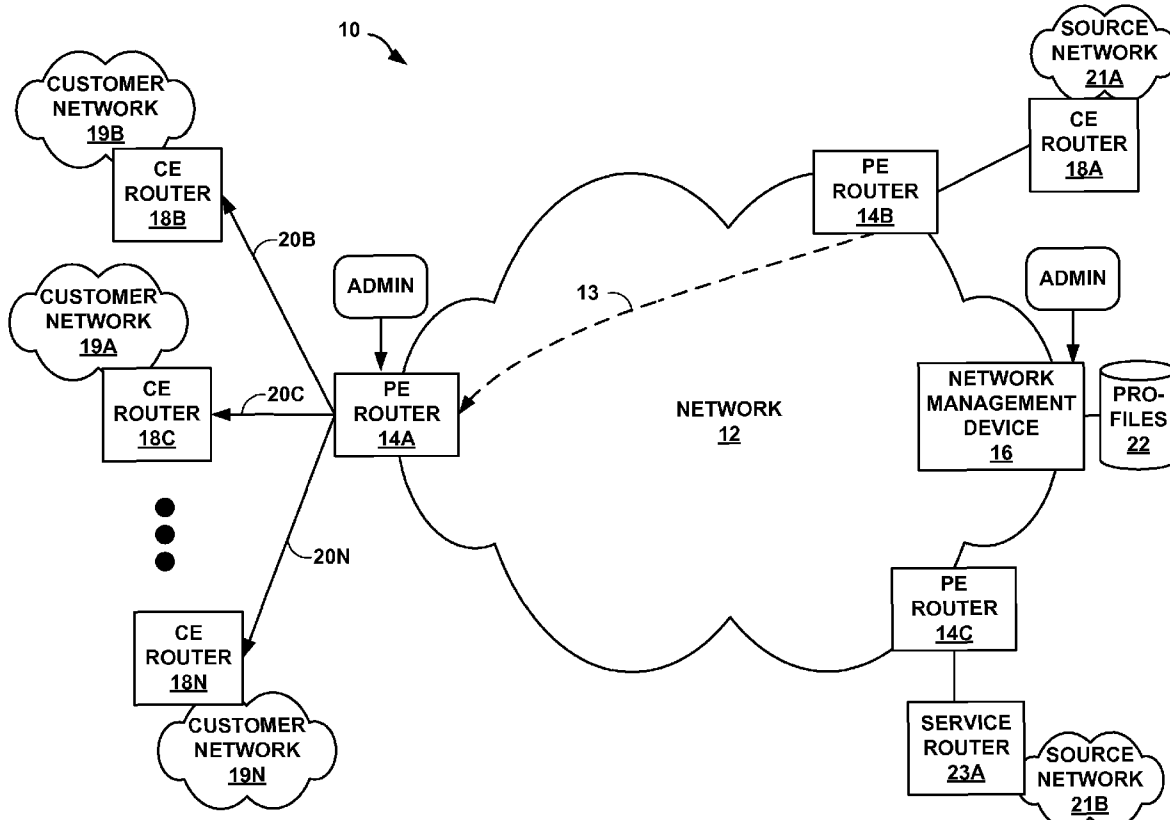 10
CUSTOMER
NETWORK
19B
CE
ROUTER
18B
20B
CUSTOMER
NETWORK
19A
CE
ROUTER
18C
20C
ADMIN
PE
ROUTER
14A
20N
CE
ROUTER
18N
CUSTOMER
NETWORK
19N
13
NETWORK
12
SOURCE
NETWORK
21A
CE
ROUTER
18A
PE
ROUTER
14B
ADMIN
NETWORK
MANAGEMENT
DEVICE
16
PRO-
FILES
22
PE
ROUTER
14C
SERVICE
ROUTER
23A
SOURCE
NETWORK
21B